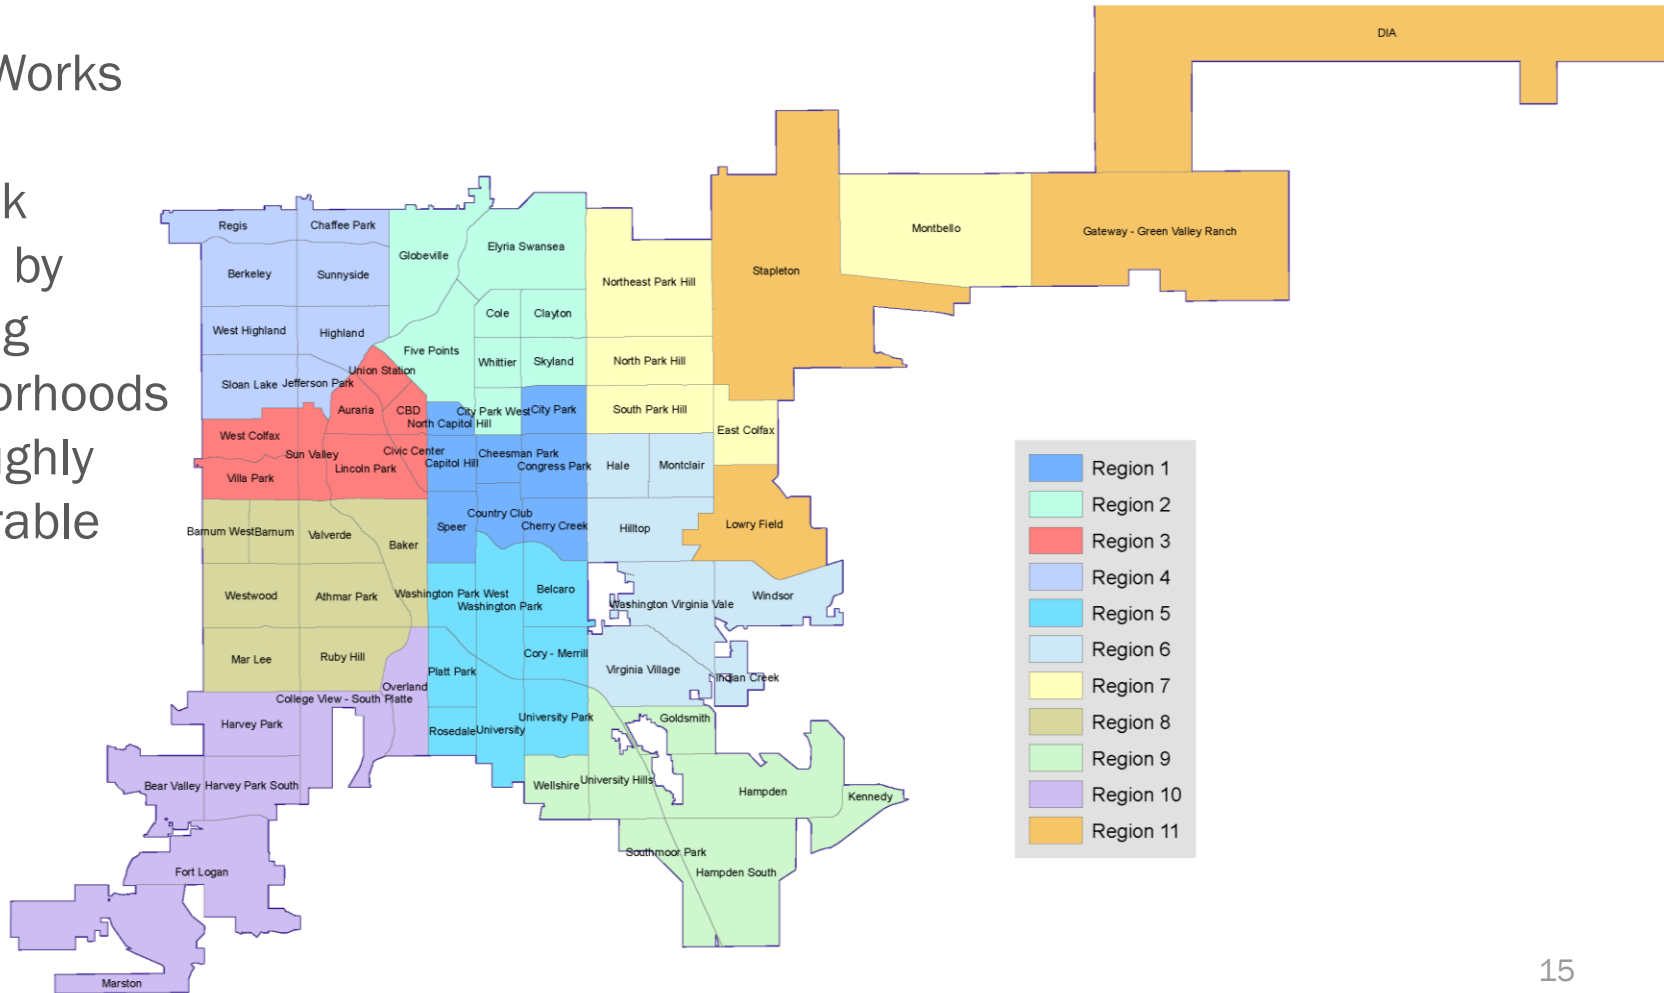 Works
k
by
g
orhoods
ughly
rable
DIA
Regis
Chaffee Park
Globeville
Elyria Swansea
Montbello
Gateway - Green Valley Ranch
Berkeley
Sunnyside
Stapleton
Northeast Park Hill
Cole
Clayton
West Highland
Highland
Five Points
Whittier
Skyland
North Park Hill
Union Station
Sloan Lake
Jefferson Park
Auraria
CBD
City Park West
City Park
South Park Hill
North Capitol Hill
East Colfax
West Colfax
Sun Valley
Civic Center
Cheesman Park
Lincoln Park
Capitol Hill
Congress Park
Hale
Montclair
Villa Park
Country Club
Speer
Cherry Creek
Hilltop
Lowry Field
Barnum West
Barnum
Valverde
Baker
Westwood
Athmar Park
Washington Park West
Washington Park
Belcaro
Washington Virginia Vale
Windsor
Mar Lee
Ruby Hill
Cory - Merrill
Platt Park
Virginia Village
Indian Creek
Overland
College View - South Platte
Harvey Park
University Park
Goldsmith
Rosedale
University
Bear Valley
Harvey Park South
Wellshire
University Hills
Hampden
Kennedy
Southmoor Park
Fort Logan
Hampden South
Marston
Region 1
Region 2
Region 3
Region 4
Region 5
Region 6
Region 7
Region 8
Region 9
Region 10
Region 11
15